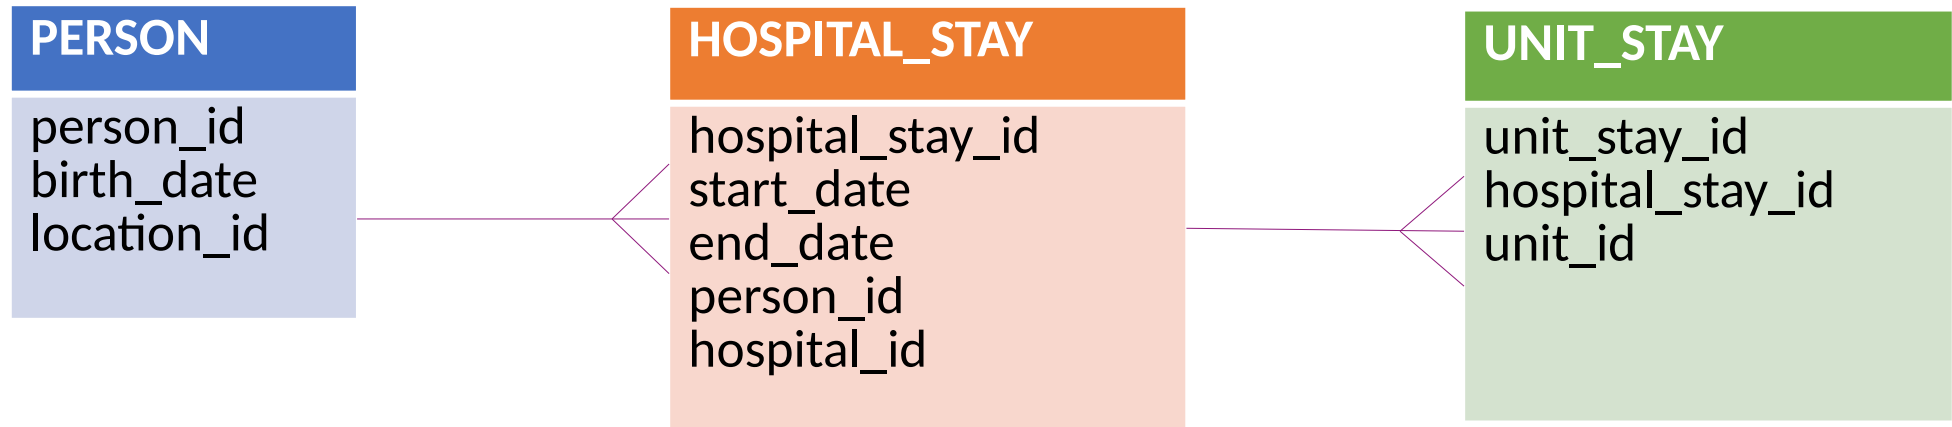 PERSON
person_id
birth_date
location_id
HOSPITAL_STAY
hospital_stay_id
start_date
end_date
person_id
hospital_id
UNIT_STAY
unit_stay_id
hospital_stay_id
unit_id